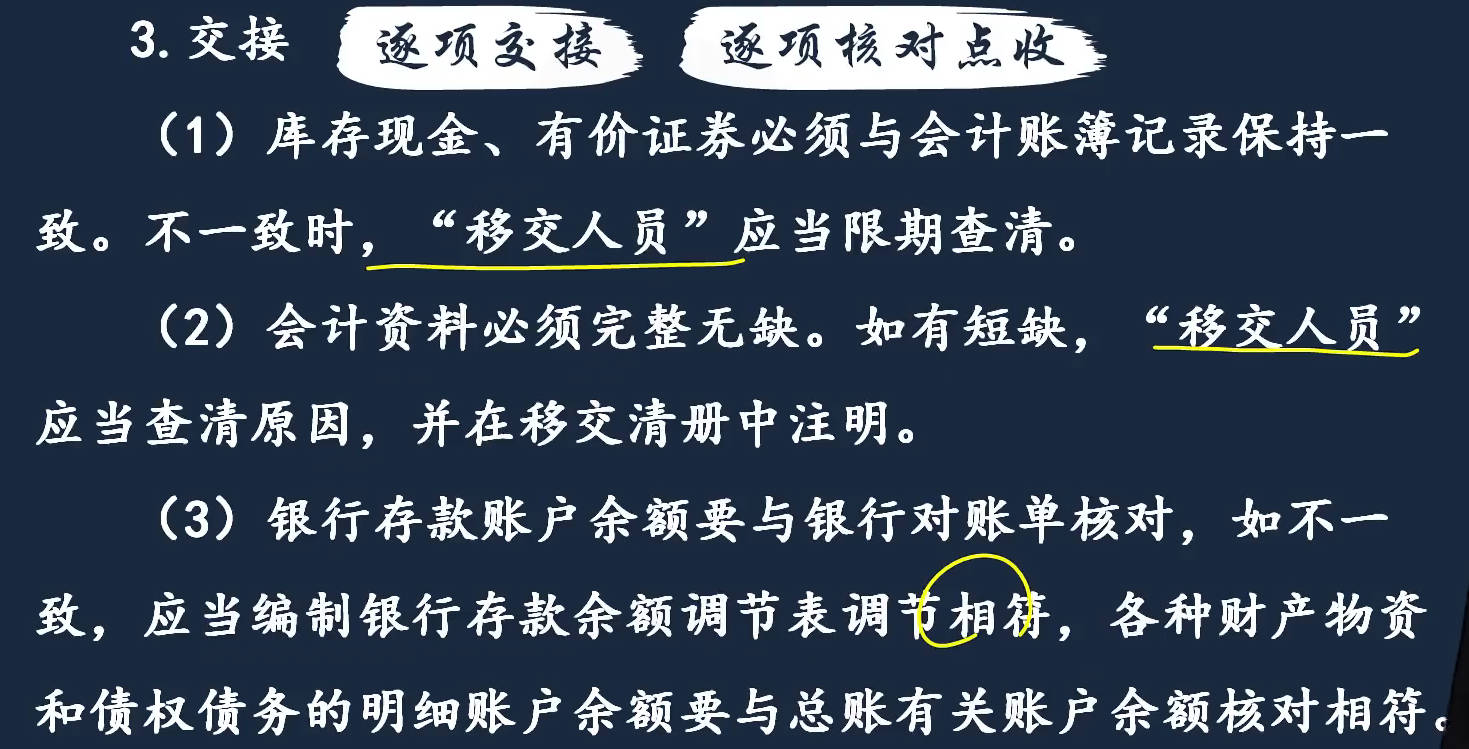 3. 交接 逐项交接 逐项核对点收
（1）库存现金、有价证券必须与会计账簿记录保持一
致。不一致时，“移交人员”应当限期查清。
（2）会计资料必须完整无缺。如有短缺，“移交人员”
应当查清原因，并在移交清册中注明。
（3）银行存款账户余额要与银行对账单核对，如不一
致，应当编制银行存款余额调节表调节相符，各种财产物资
和债权债务的明细账户余额要与总账有关账户余额核对相符。